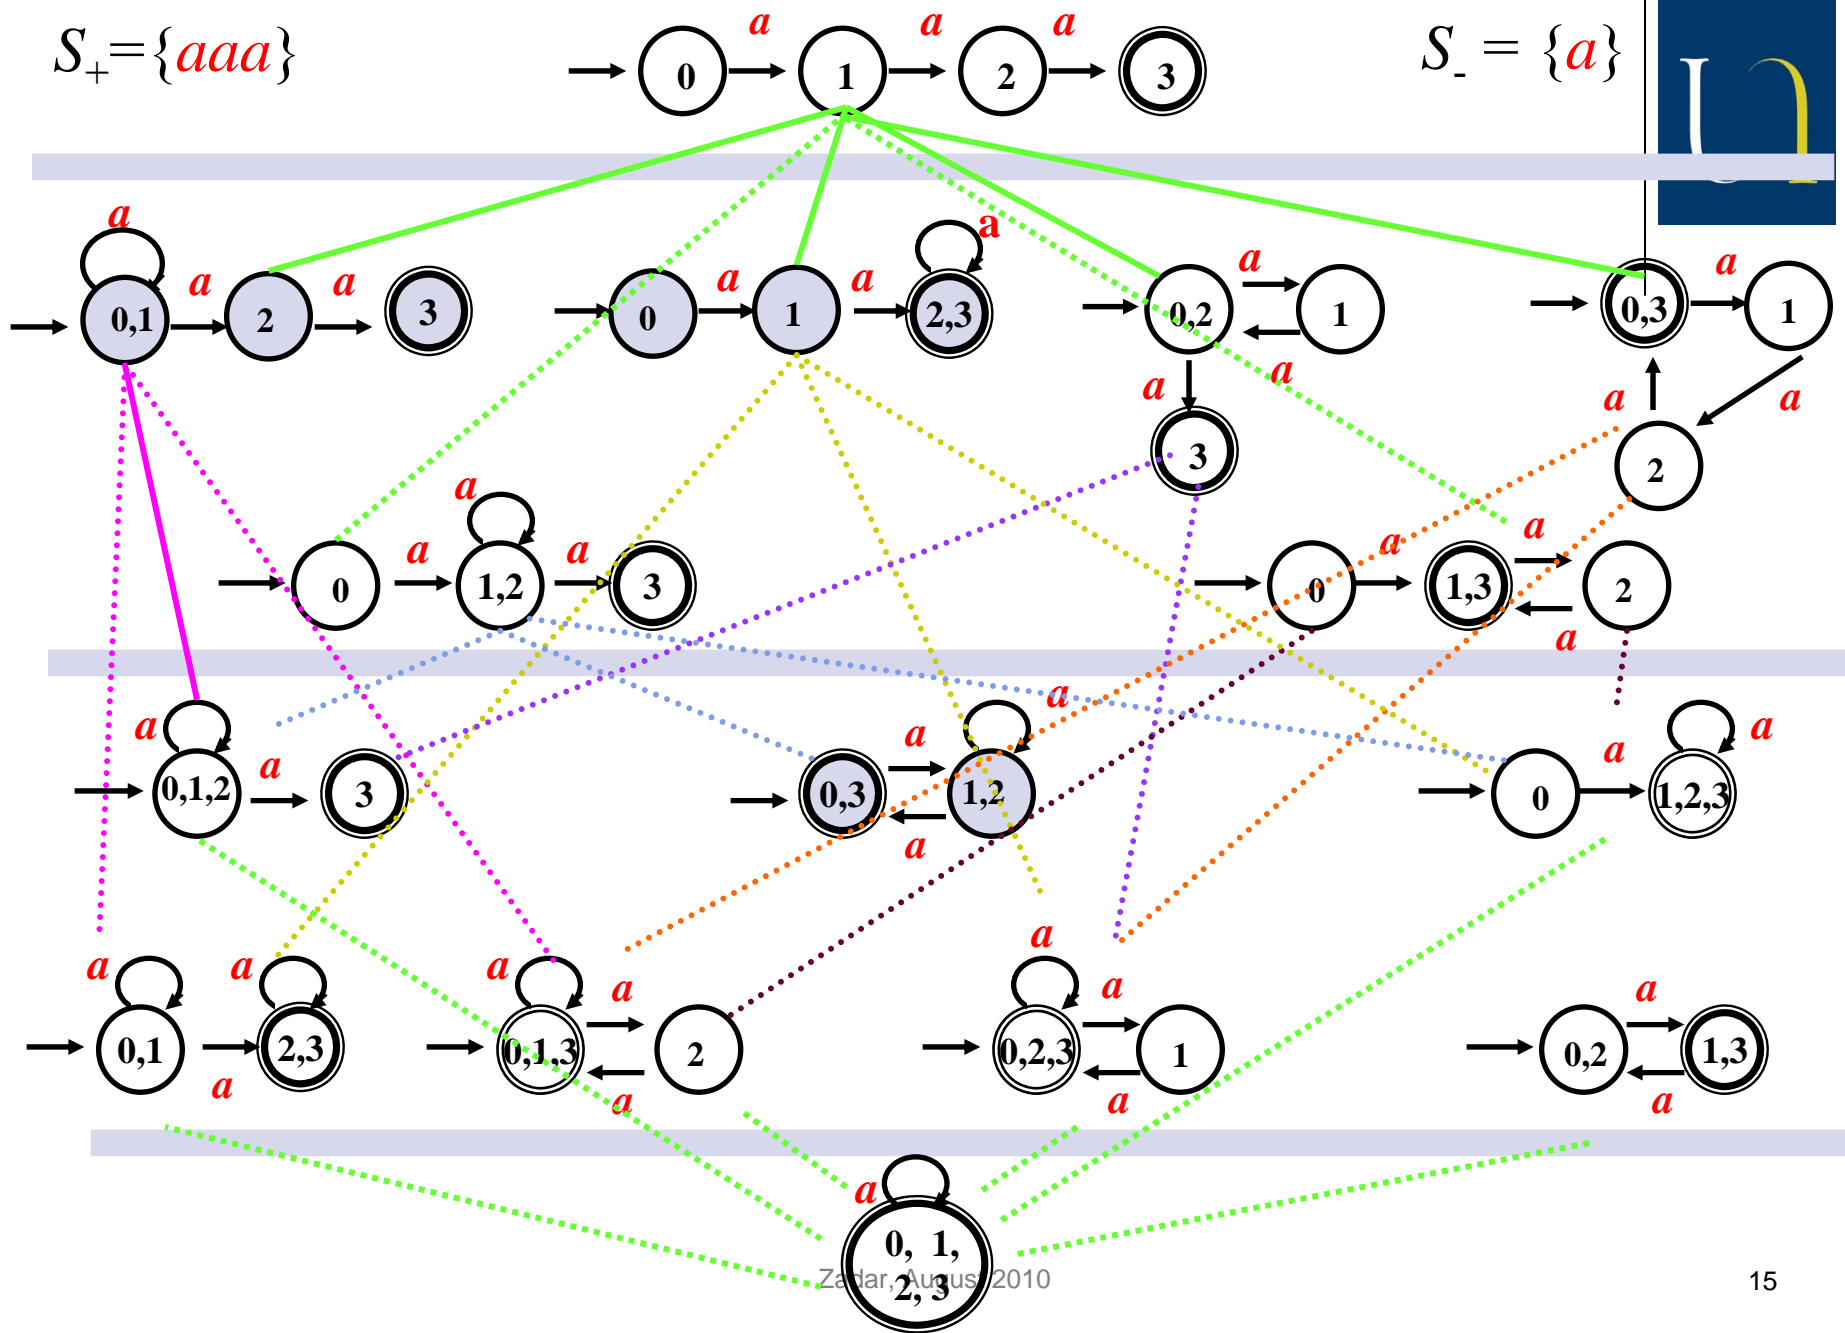 S₊={aaa}
a a a
S₋ = {a}
0 1 2 3
a a
a a a a a a
0,1 2 3
0 1 2,3
0,2 1
0,3 1
a a a a
3
2
a a a a a
0 1,2 3
0 1,3 2
a
a a a a
a a
0,1,2 3
0,3 1,2
0 1,2,3
a
a a a a a a a
0,1 2,3
0,1,3 2
0,2,3 1
0,2 1,3
a a a a
a
0, 1,
2, 3
Zadar, August 2010
15